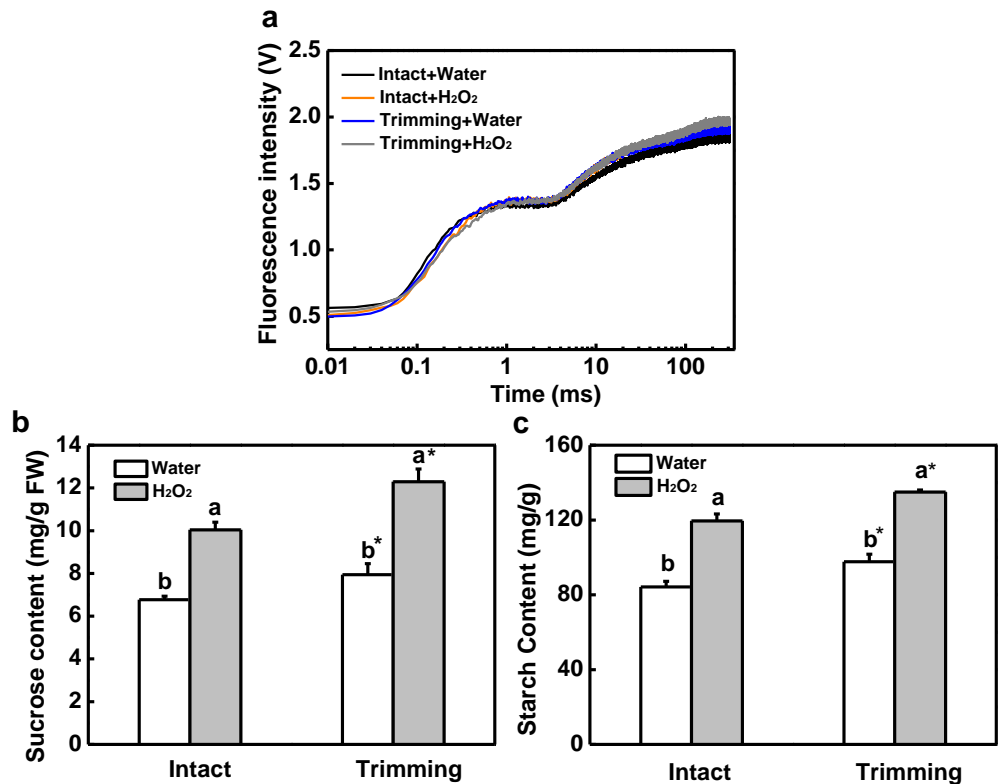 a
Fluorescence intensity (V)
2.5
2.0
1.5
1.0
0.5
Intact+Water
Intact+H₂O₂
Trimming+Water
Trimming+H₂O₂
0.01 0.1 1 10 100
Time (ms)
b
Sucrose content (mg/g FW)
14
12
10
8
6
4
2
0
Water
H₂O₂
b a b* a*
Intact Trimming
c
Starch Content (mg/g)
160
120
80
40
0
Water
H₂O₂
b a b* a*
Intact Trimming